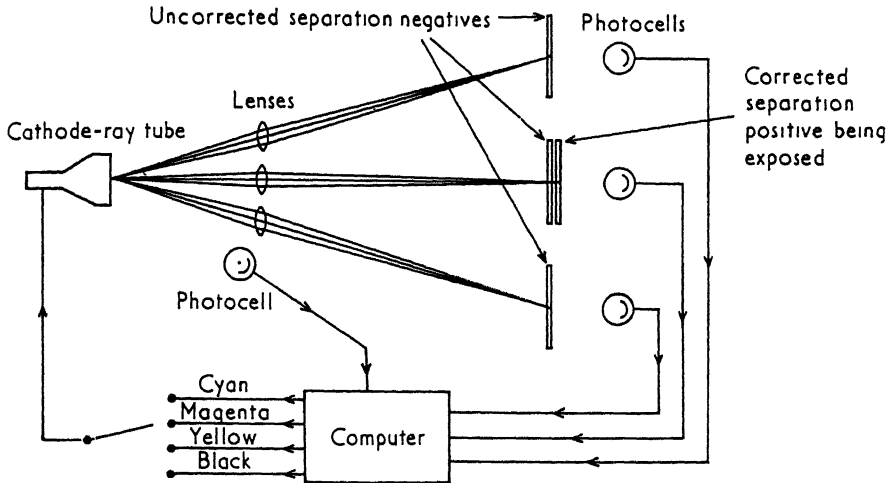 Uncorrected separation negatives
Photocells
Lenses
Corrected
separation
positive being
exposed
Cathode-ray tube
Photocell
Cyan
Magenta
Yellow
Black
Computer